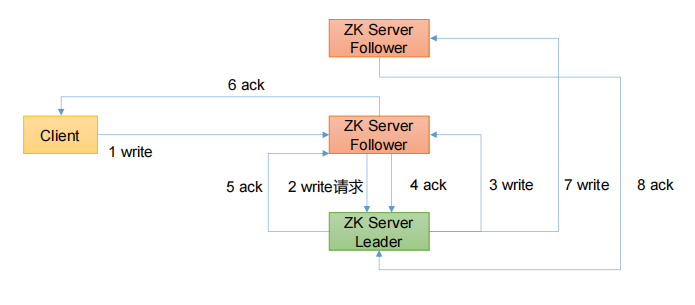 ZK Server
Follower
6 ack
Client
ZK Server
Follower
1 write
5 ack
2 write请求
4 ack
3 write
7 write
8 ack
ZK Server
Leader